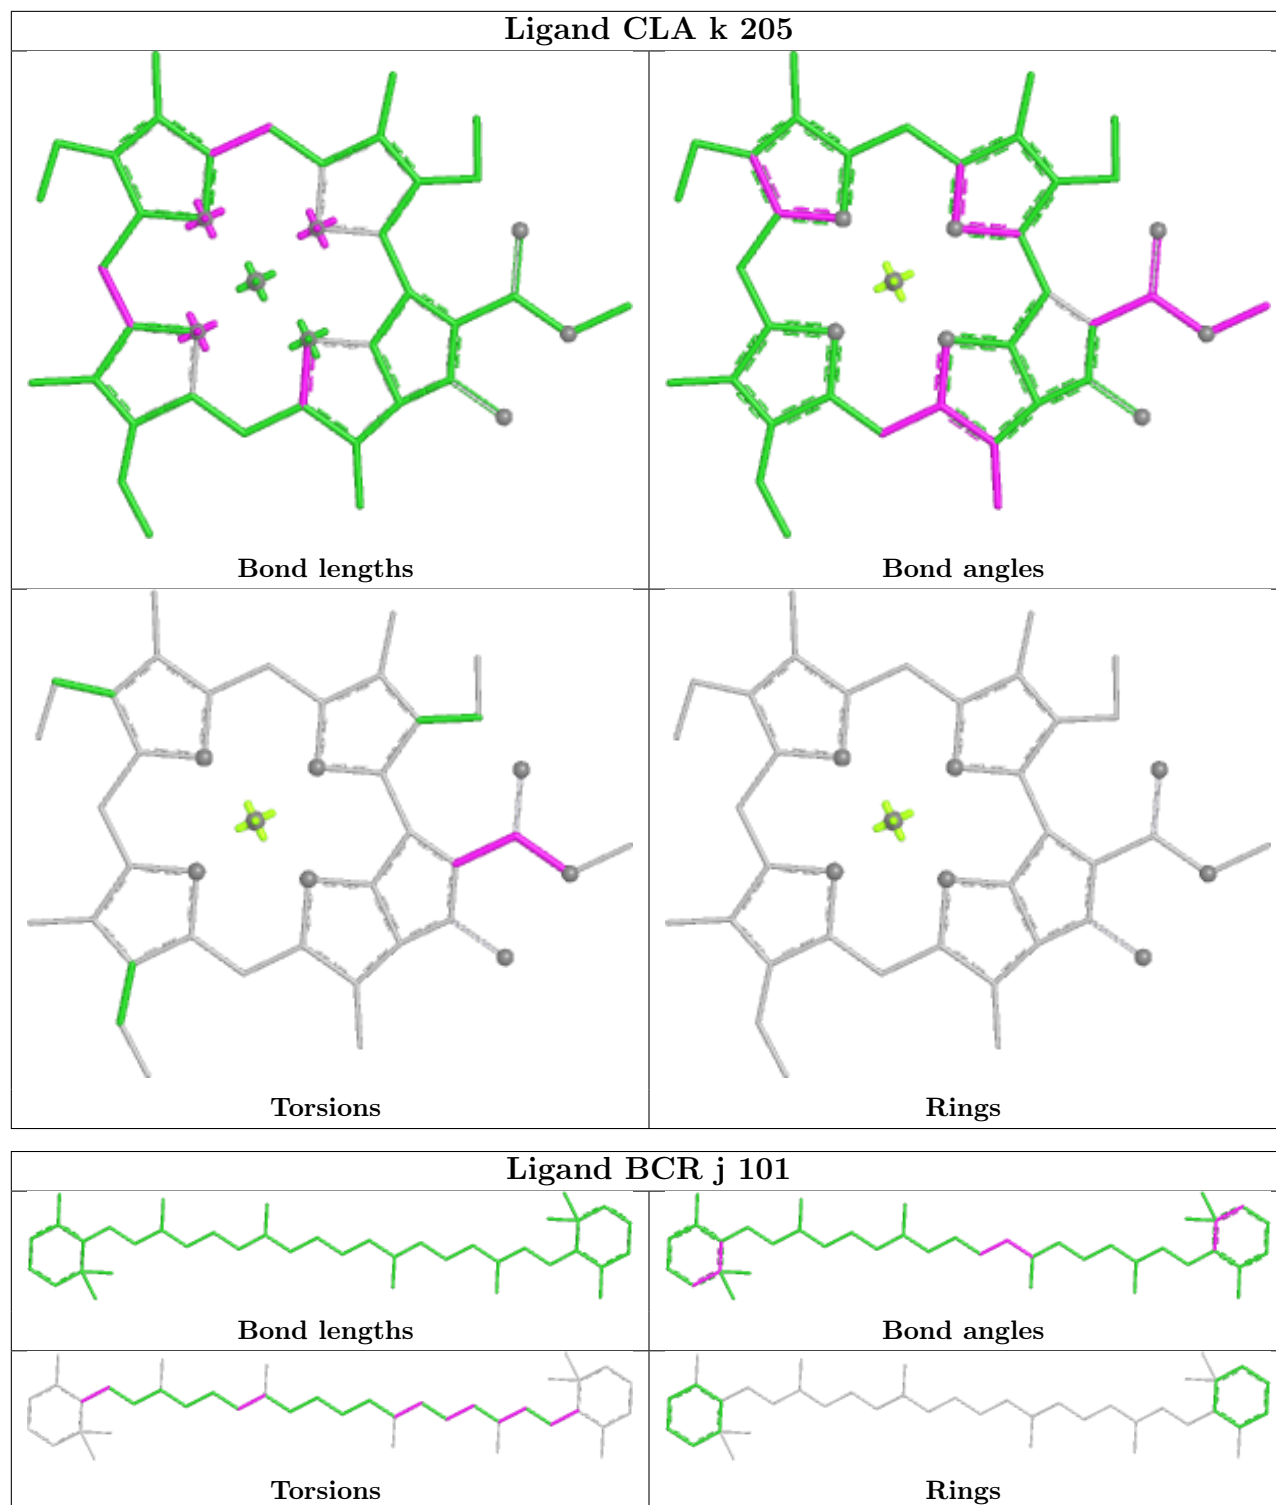 Ligand CLA k 205
Bond lengths
Bond angles
Torsions
Rings
Ligand BCR j 101
Bond lengths
Bond angles
Torsions
Rings